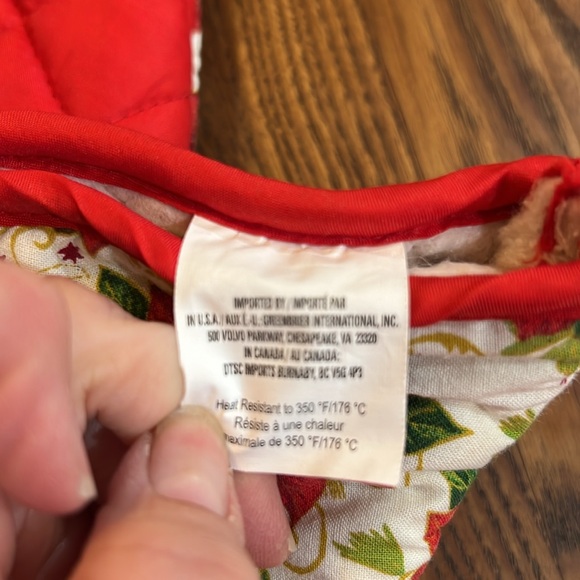 IMPORTED BY / IMPORTÉ PAR
IN U.S.A./ AUX É.-U.: GREENBRIER INTERNATIONAL, INC.
500 VOLVO PARKWAY, CHESAPEAKE, VA 23320
IN CANADA / AU CANADA:
DTSC IMPORTS BURNABY, BC V5G 4P3
Heat Resistant to 350 °F/176 °C
Résiste à une chaleur
maximale de 350 °F/176 °C